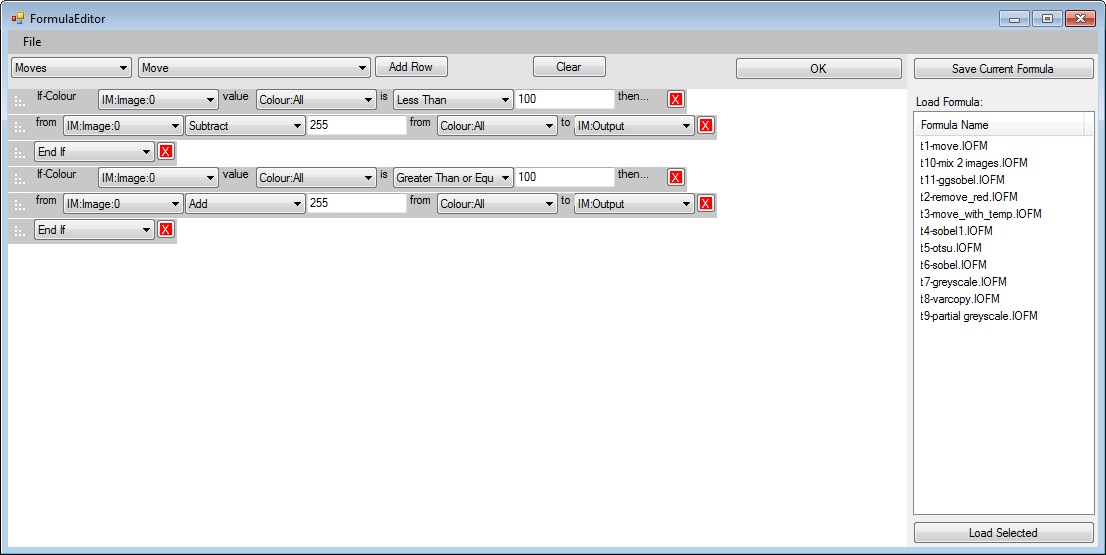 FormulaEditor
File
Moves Move Add Row Clear OK Save Current Formula
If-Colour IM:Image:0 value Colour:All is Less Than 100 then... X
from IM:Image:0 Subtract 255 from Colour:All to IM:Output X
End If X
If-Colour IM:Image:0 value Colour:All is Greater Than or Equ 100 then... X
from IM:Image:0 Add 255 from Colour:All to IM:Output X
End If X
Load Formula:
Formula Name
t1-move.IOFM
t10-mix 2 images.IOFM
t11-ggsobel.IOFM
t2-remove_red.IOFM
t3-move_with_temp.IOFM
t4-sobel1.IOFM
t5-otsu.IOFM
t6-sobel.IOFM
t7-greyscale.IOFM
t8-varcopy.IOFM
t9-partial greyscale.IOFM
Load Selected